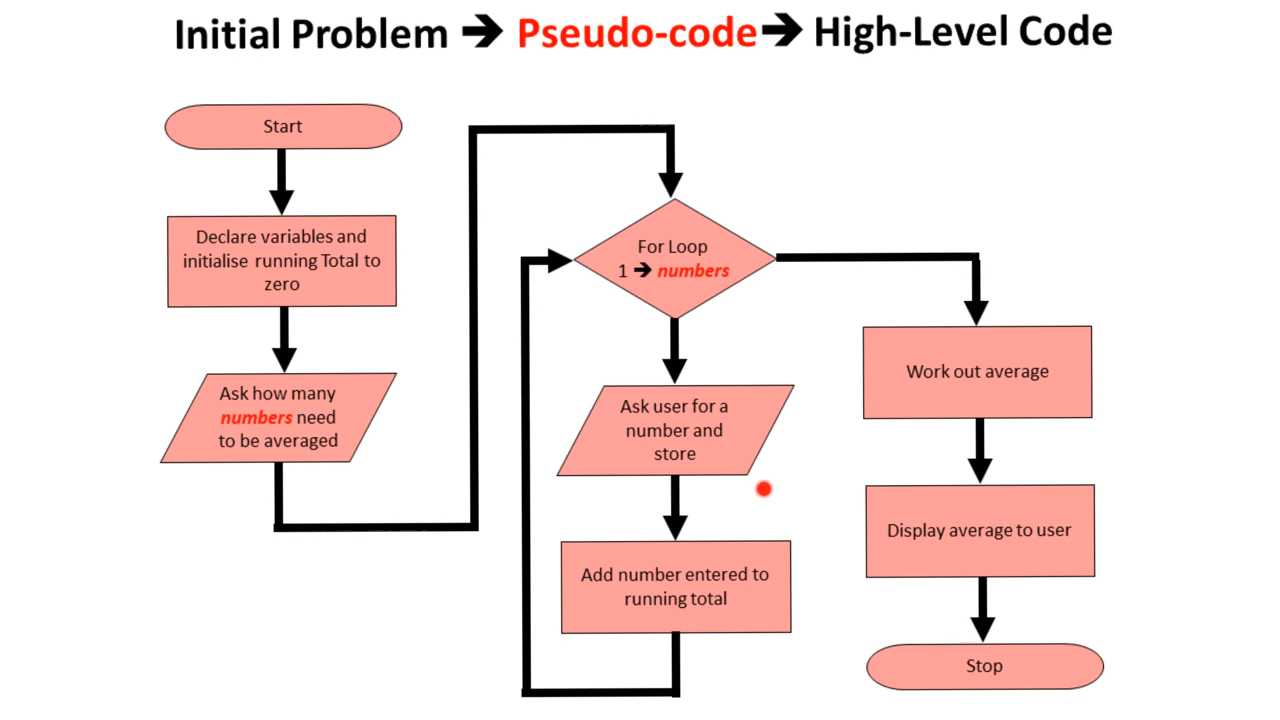 Initial Problem ➔ Pseudo-code ➔ High-Level Code
Start
Declare variables and
initialise running Total to
zero
Ask how many
numbers need
to be averaged
For Loop
1 ➔ numbers
Ask user for a
number and
store
Add number entered to
running total
Work out average
Display average to user
Stop